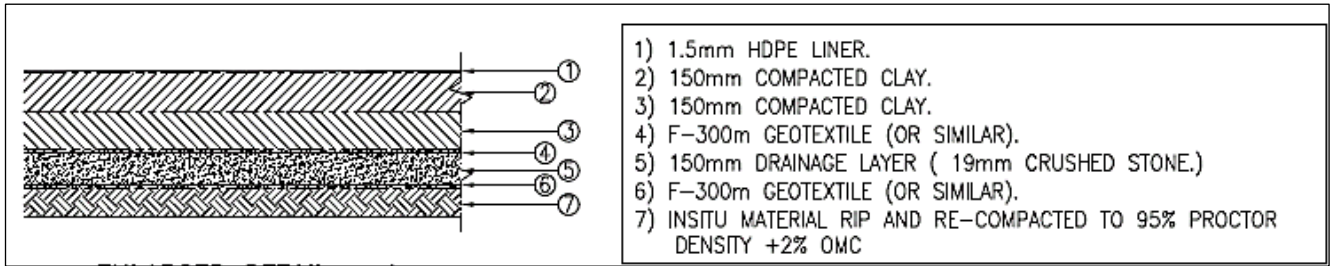 1
2
3
4
5
6
7
1) 1.5mm HDPE LINER.
2) 150mm COMPACTED CLAY.
3) 150mm COMPACTED CLAY.
4) F-300m GEOTEXTILE (OR SIMILAR).
5) 150mm DRAINAGE LAYER ( 19mm CRUSHED STONE.)
6) F-300m GEOTEXTILE (OR SIMILAR).
7) INSITU MATERIAL RIP AND RE-COMPACTED TO 95% PROCTOR
DENSITY +2% OMC